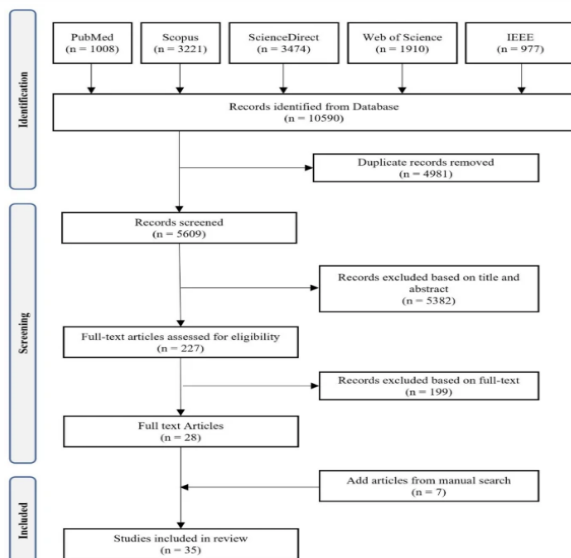 PubMed
(n = 1008)
Scopus
(n = 3221)
ScienceDirect
(n = 3474)
Web of Science
(n = 1910)
IEEE
(n = 977)
Identification
Records identified from Database
(n = 10590)
Duplicate records removed
(n = 4981)
Records screened
(n = 5609)
Records excluded based on title and
abstract
(n = 5382)
Screening
Full-text articles assessed for eligibility
(n = 227)
Records excluded based on full-text
(n = 199)
Full text Articles
(n = 28)
Add articles from manual search
(n = 7)
Included
Studies included in review
(n = 35)